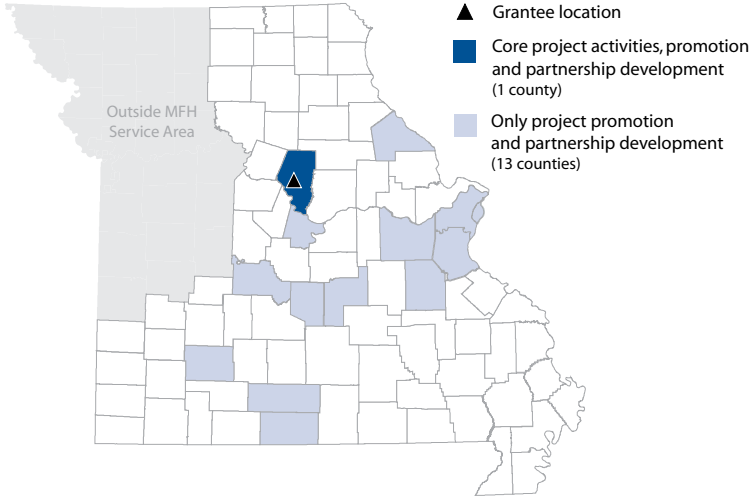 Grantee location
Core project activities, promotion
and partnership development
(1 county)
Outside MFH
Service Area
Only project promotion
and partnership development
(13 counties)